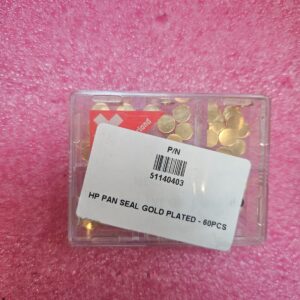 P/N
51140403
HP PAN SEAL GOLD PLATED - 60PCS